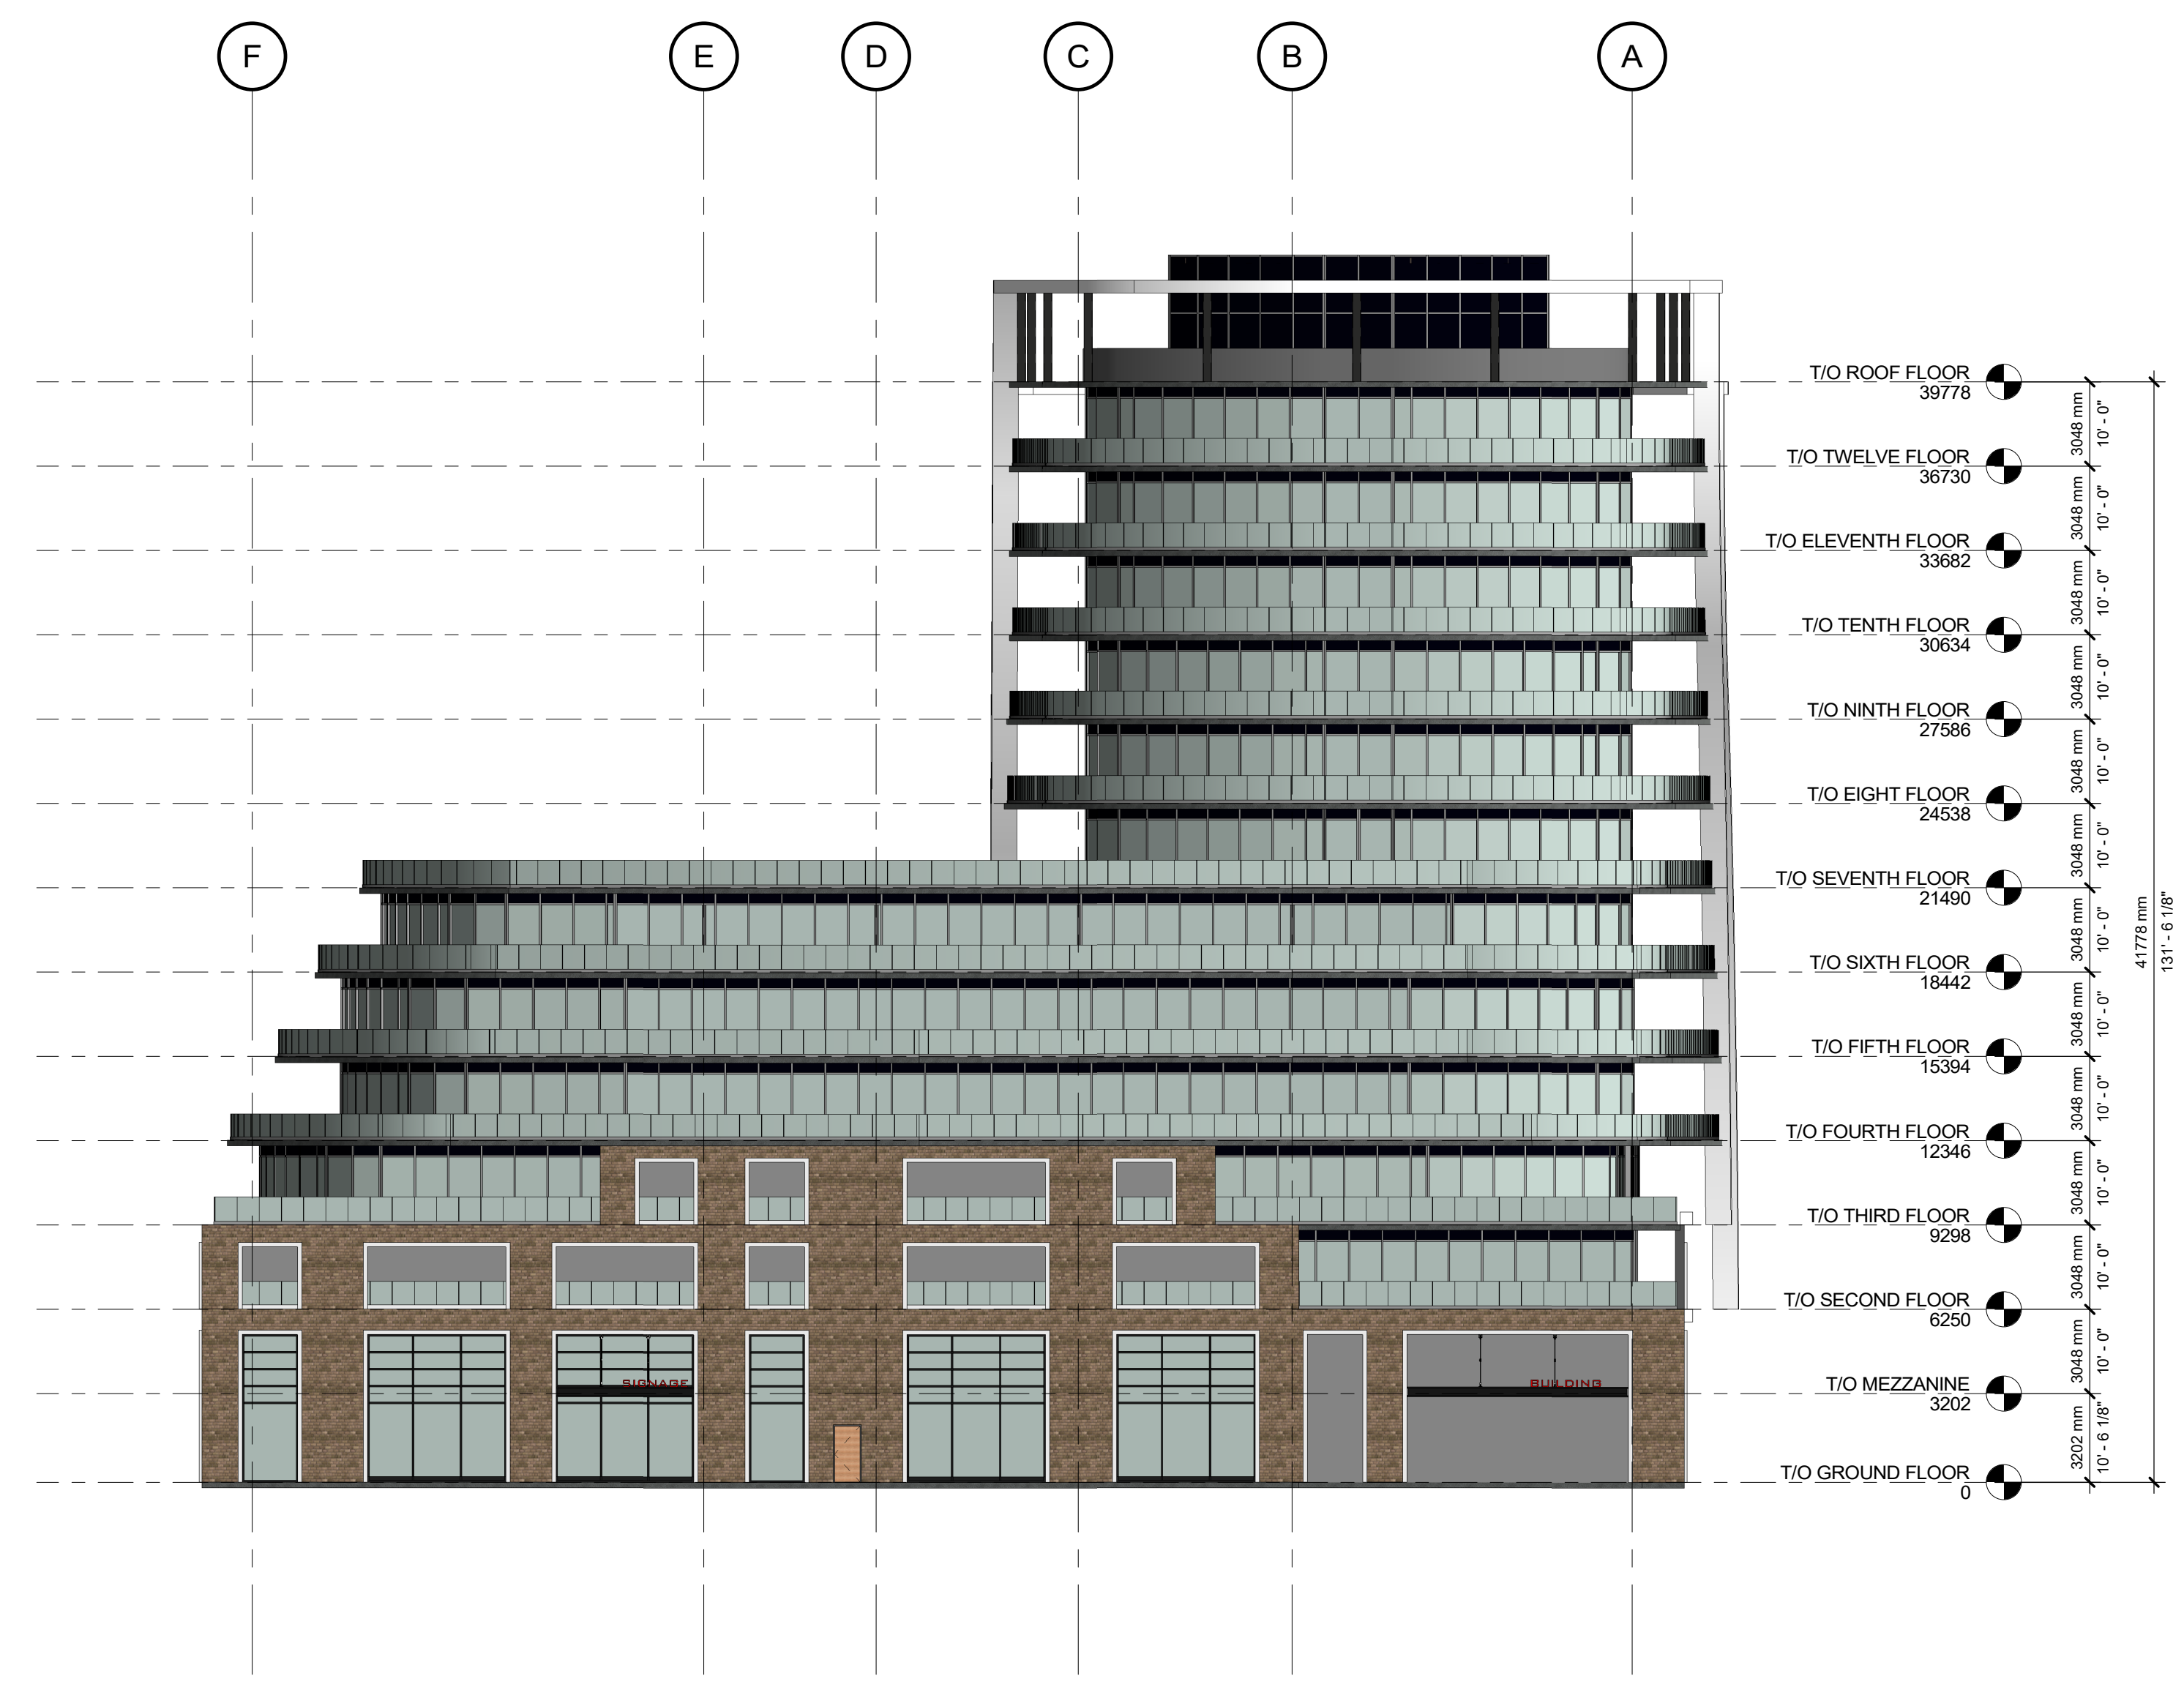 F E D C B A
T/O ROOF FLOOR
39778
3048 mm
10' - 0"
T/O TWELVE FLOOR
36730
3048 mm
10' - 0"
T/O ELEVENTH FLOOR
33682
3048 mm
10' - 0"
T/O TENTH FLOOR
30634
3048 mm
10' - 0"
T/O NINTH FLOOR
27586
3048 mm
10' - 0"
T/O EIGHT FLOOR
24538
3048 mm
10' - 0"
T/O SEVENTH FLOOR
21490
3048 mm
10' - 0"
41778 mm
131' - 6 1/8"
T/O SIXTH FLOOR
18442
3048 mm
10' - 0"
T/O FIFTH FLOOR
15394
3048 mm
10' - 0"
T/O FOURTH FLOOR
12346
3048 mm
10' - 0"
T/O THIRD FLOOR
9298
3048 mm
10' - 0"
T/O SECOND FLOOR
6250
3048 mm
10' - 0"
SIGNAGE
BUILDING
T/O MEZZANINE
3202
3202 mm
10' - 6 1/8"
T/O GROUND FLOOR
0